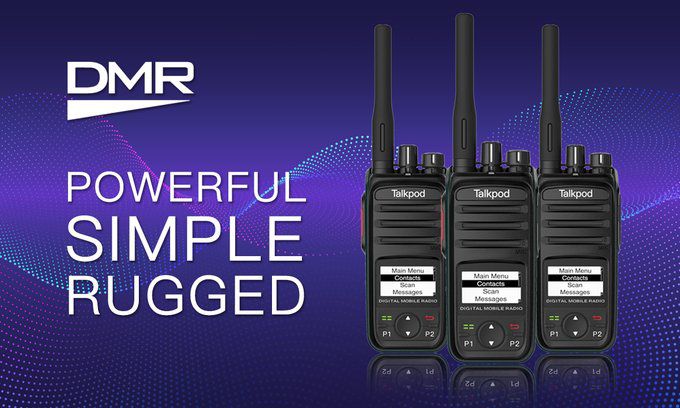 DMR
POWERFUL
SIMPLE
RUGGED
Talkpod
Main Menu
Contacts
Scan
Messages
DIGITAL MOBILE RADIO
P1 P2
Talkpod
Main Menu
Contacts
Scan
Messages
DIGITAL MOBILE RADIO
P1 P2
Talkpod
Main Menu
Contacts
Scan
Messages
DIGITAL MOBILE RADIO
P1 P2